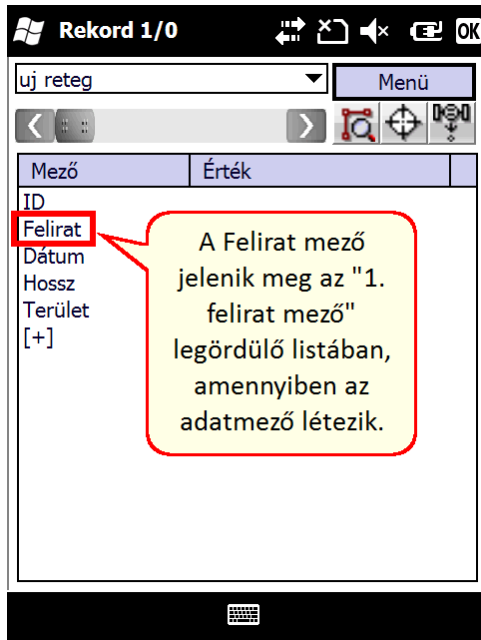 Rekord 1/0
OK
uj reteg
Menü
Mező Érték
ID
Felirat
Dátum
Hossz
Terület
[+]
A Felirat mező
jelenik meg az "1.
felirat mező"
legördülő listában,
amennyiben az
adatmező létezik.